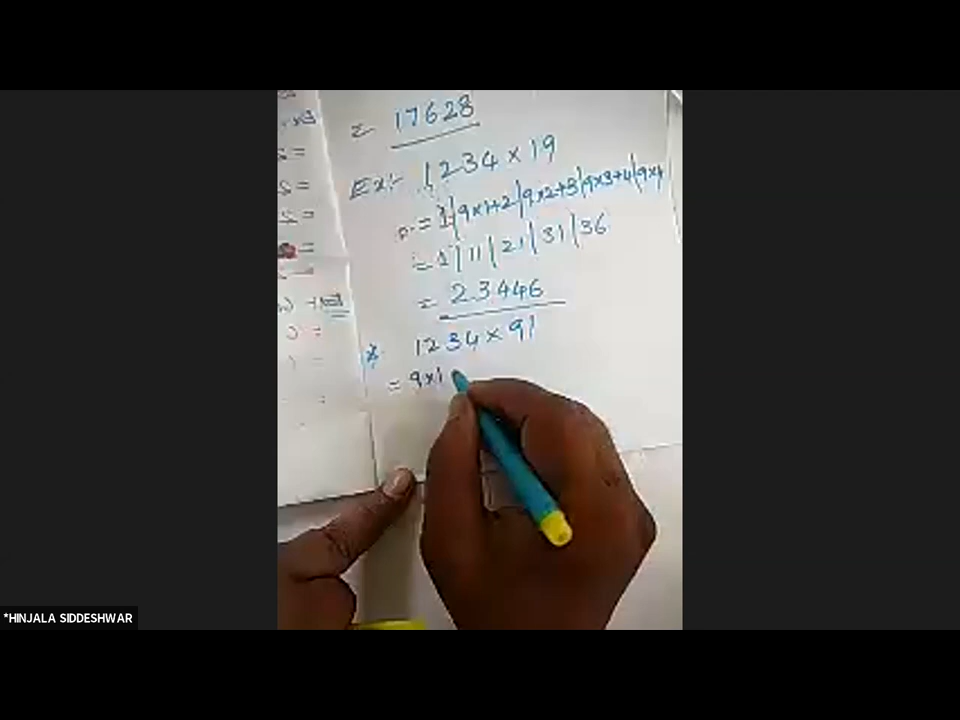 = 17628
Ex:- 1234 × 19
= 1|9×1+2|9×2+3|9×3+4|9×4
= 1|11|21|31|36
= 23446
* 1234 × 91
= 9×1
*HINJALA SIDDESHWAR